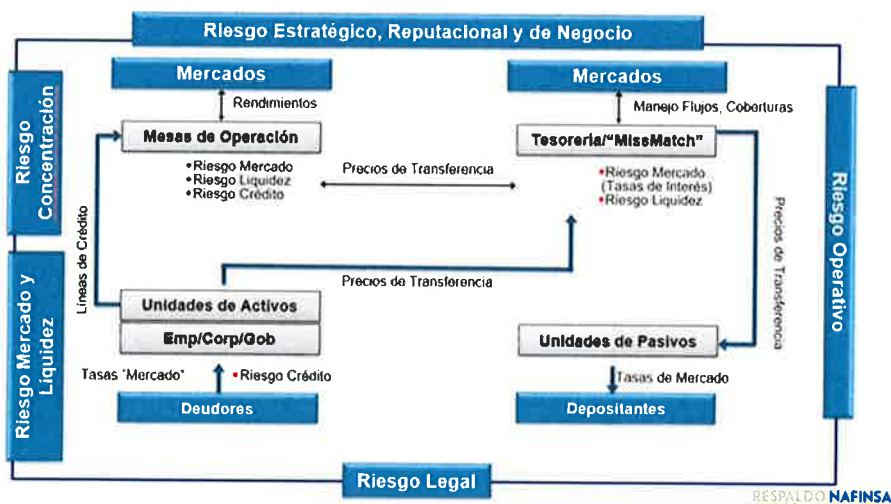 Riesgo Estratégico, Reputacional y de Negocio
Mercados
Mercados
Riesgo
Concentración
Rendimientos
Manejo Flujos, Coberturas
Mesas de Operación
Tesorería/"MissMatch"
•Riesgo Mercado
•Riesgo Liquidez
•Riesgo Crédito
Precios de Transferencia
•Riesgo Mercado
(Tasas de Interés)
•Riesgo Liquidez
Riesgo Operativo
Precios de Transferencia
Líneas de Crédito
Precios de Transferencia
Riesgo Mercado y
Líquidez
Unidades de Activos
Emp/Corp/Gob
Unidades de Pasivos
Tasas "Mercado"
•Riesgo Crédito
Tasas de Mercado
Deudores
Depositantes
Riesgo Legal
RESPALDO NAFINSA